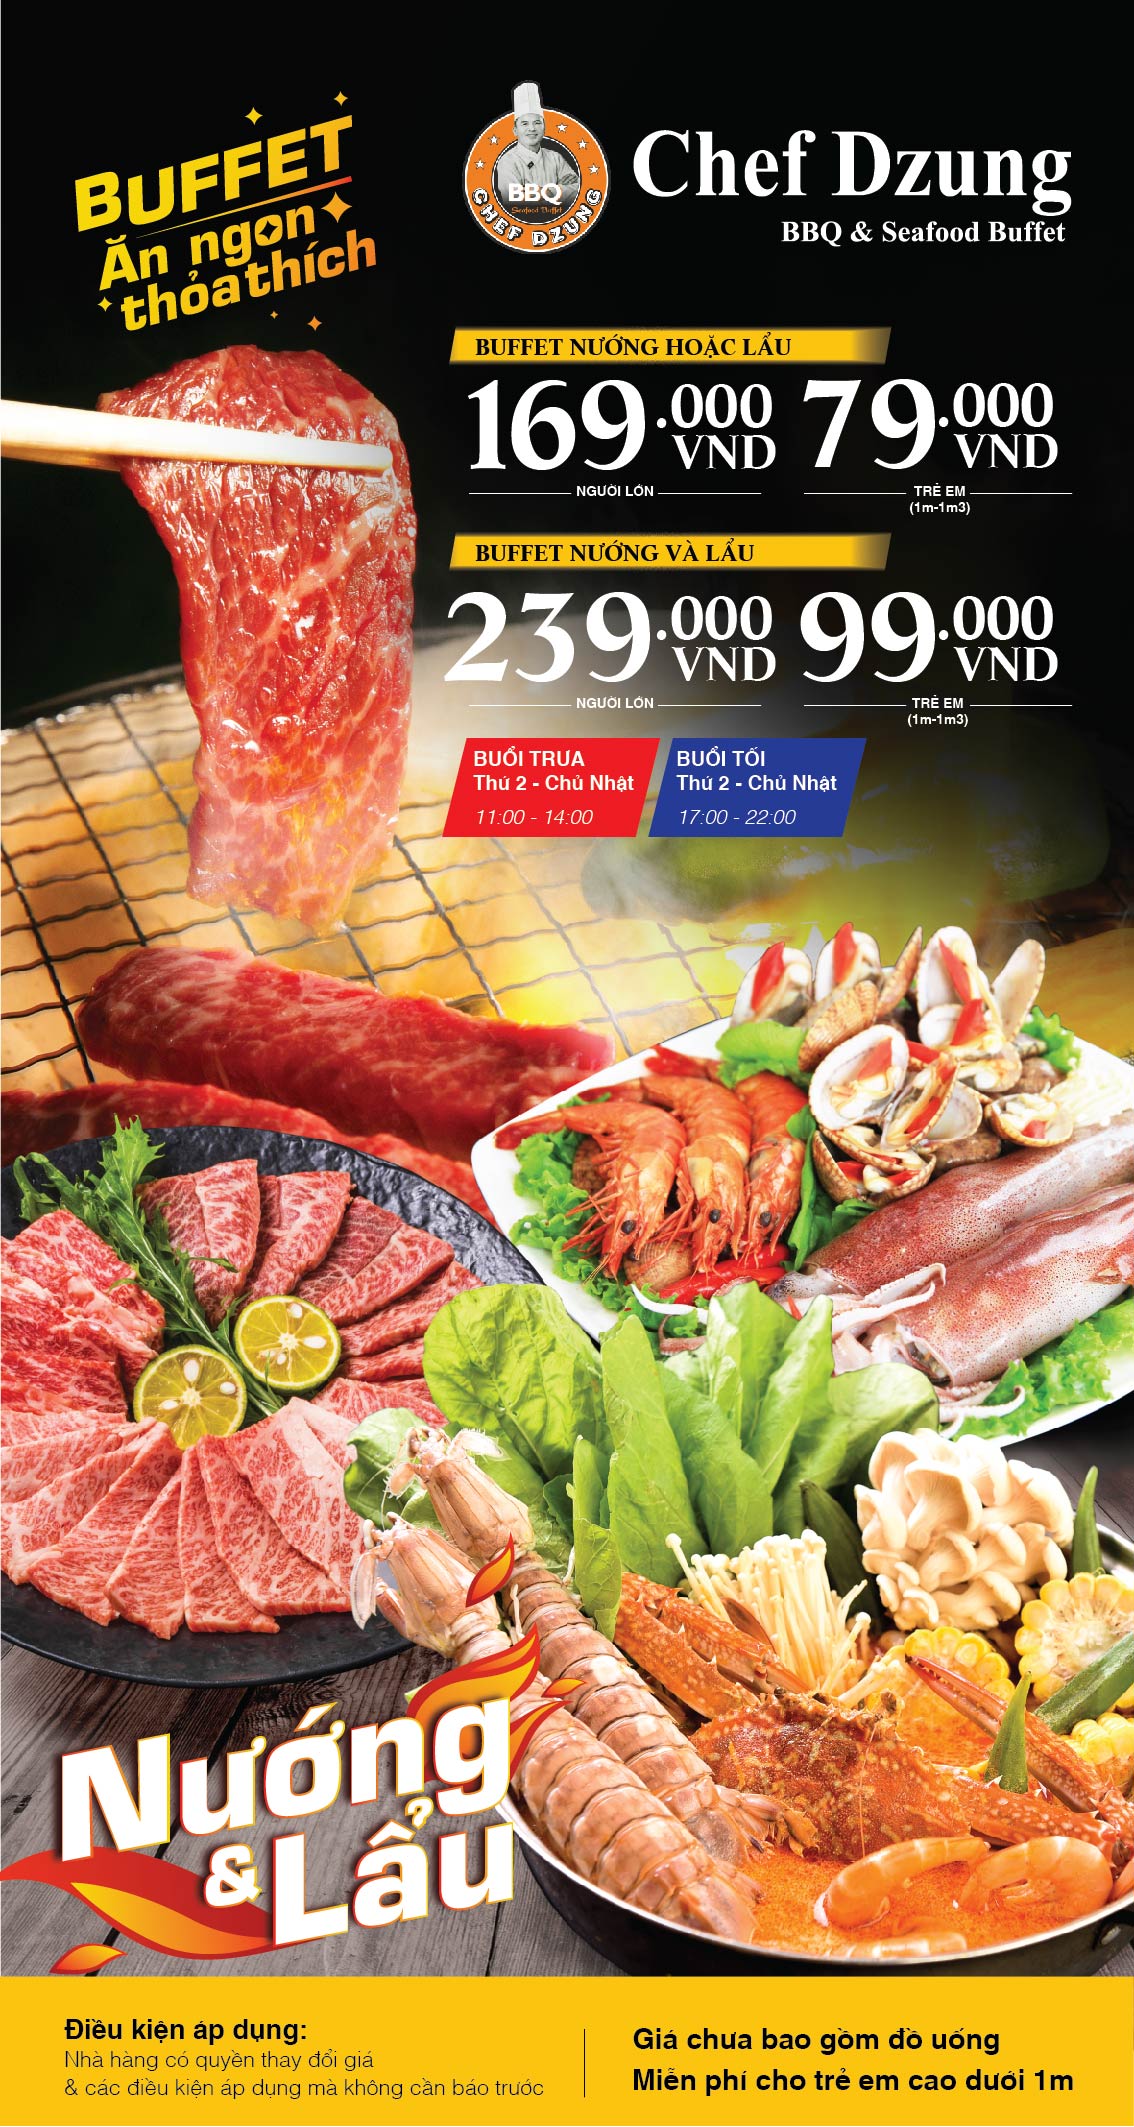 BUFFET
Ăn ngon
thỏa thích
BBQ
Seafood Buffet
CHEF DZUNG
Chef Dzung
BBQ & Seafood Buffet
BUFFET NƯỚNG HOẶC LẨU
169.000 VND 79.000 VND
NGƯỜI LỚN TRẺ EM
(1m-1m3)
BUFFET NƯỚNG VÀ LẨU
239.000 VND 99.000 VND
NGƯỜI LỚN TRẺ EM
(1m-1m3)
BUỔI TRƯA
Thứ 2 - Chủ Nhật
11:00 - 14:00
BUỔI TỐI
Thứ 2 - Chủ Nhật
17:00 - 22:00
Nướng
& Lẩu
Điều kiện áp dụng:
Nhà hàng có quyền thay đổi giá
& các điều kiện áp dụng mà không cần báo trước
Giá chưa bao gồm đồ uống
Miễn phí cho trẻ em cao dưới 1m